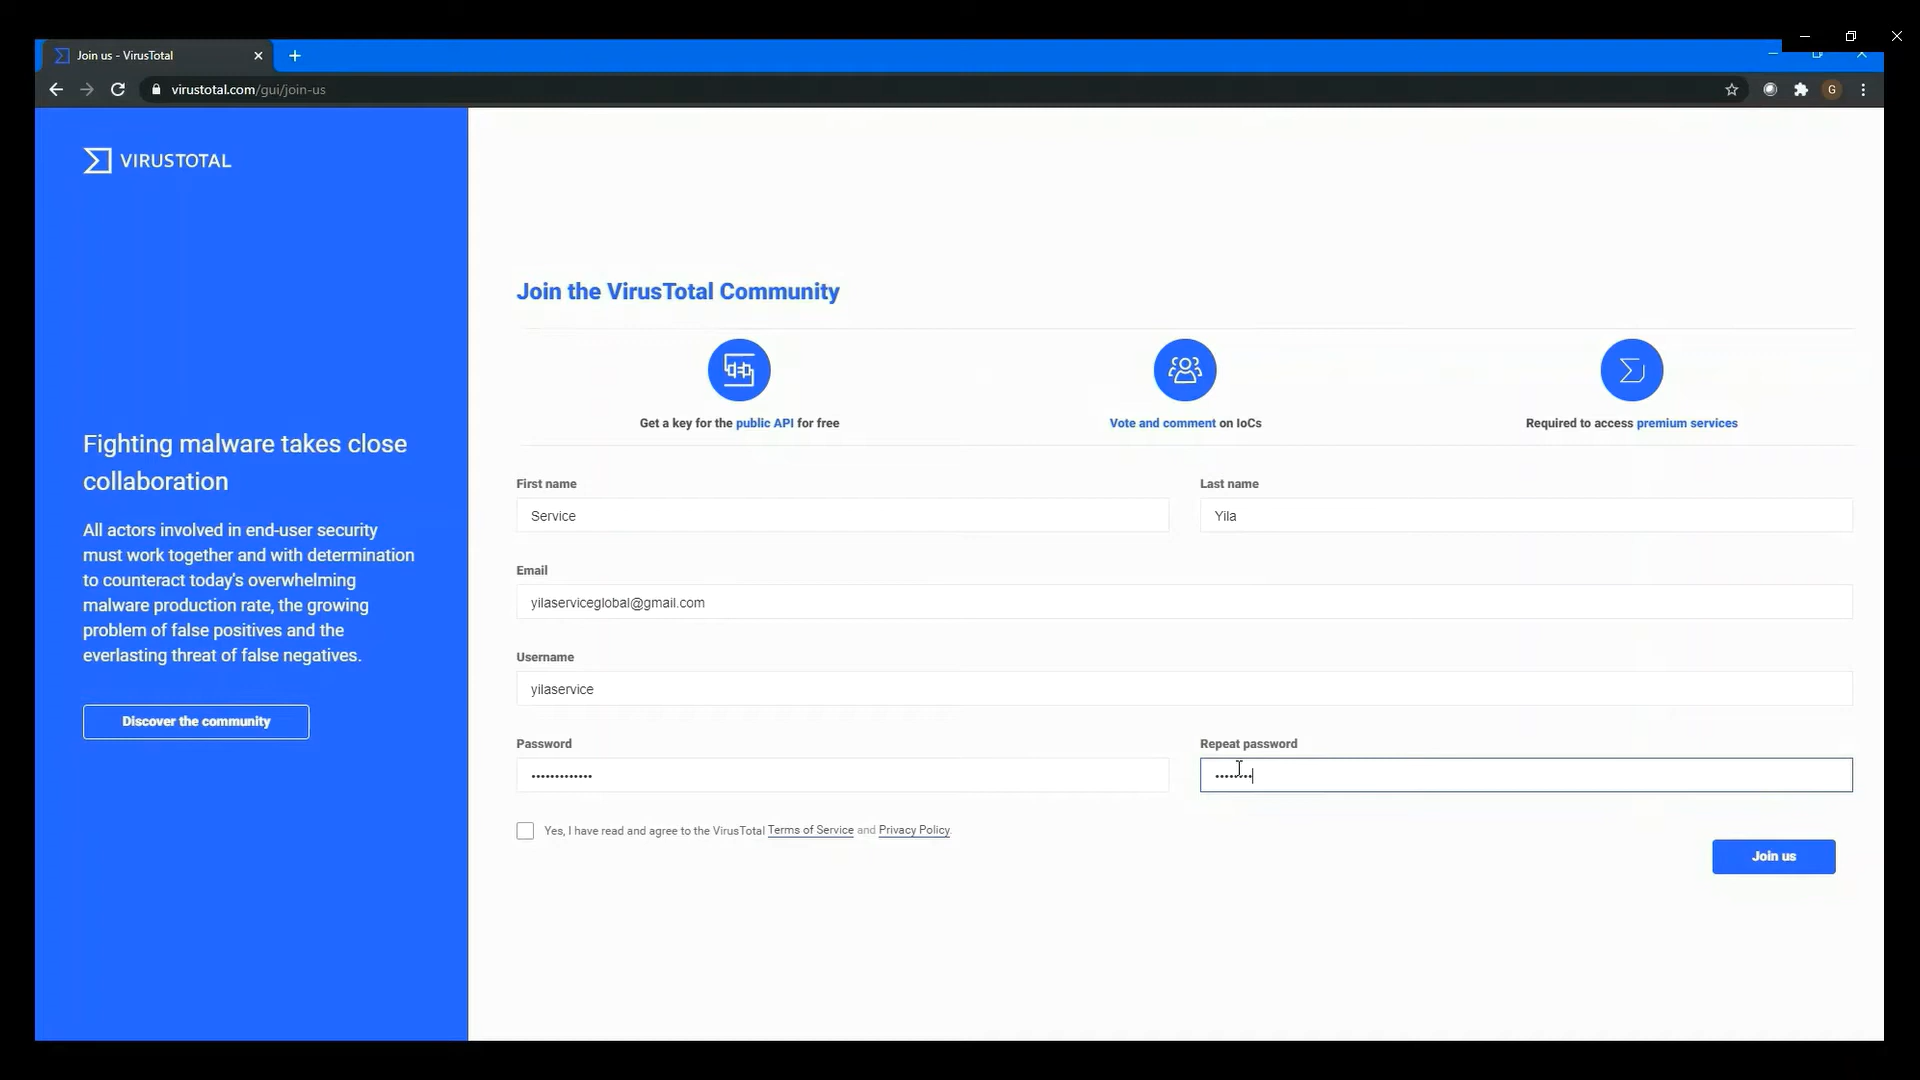 Join us - VirusTotal
virustotal.com/gui/join-us
G
VIRUSTOTAL
Fighting malware takes close
collaboration
All actors involved in end-user security
must work together and with determination
to counteract today's overwhelming
malware production rate, the growing
problem of false positives and the
everlasting threat of false negatives.
Discover the community
Join the VirusTotal Community
Get a key for the public API for free
Vote and comment on IoCs
Required to access premium services
First name
Last name
Service
Yila
Email
yilaserviceglobal@gmail.com
Username
yilaservice
Password
Repeat password
•••••••••••••
••••••••
Yes, I have read and agree to the VirusTotal Terms of Service and Privacy Policy.
Join us